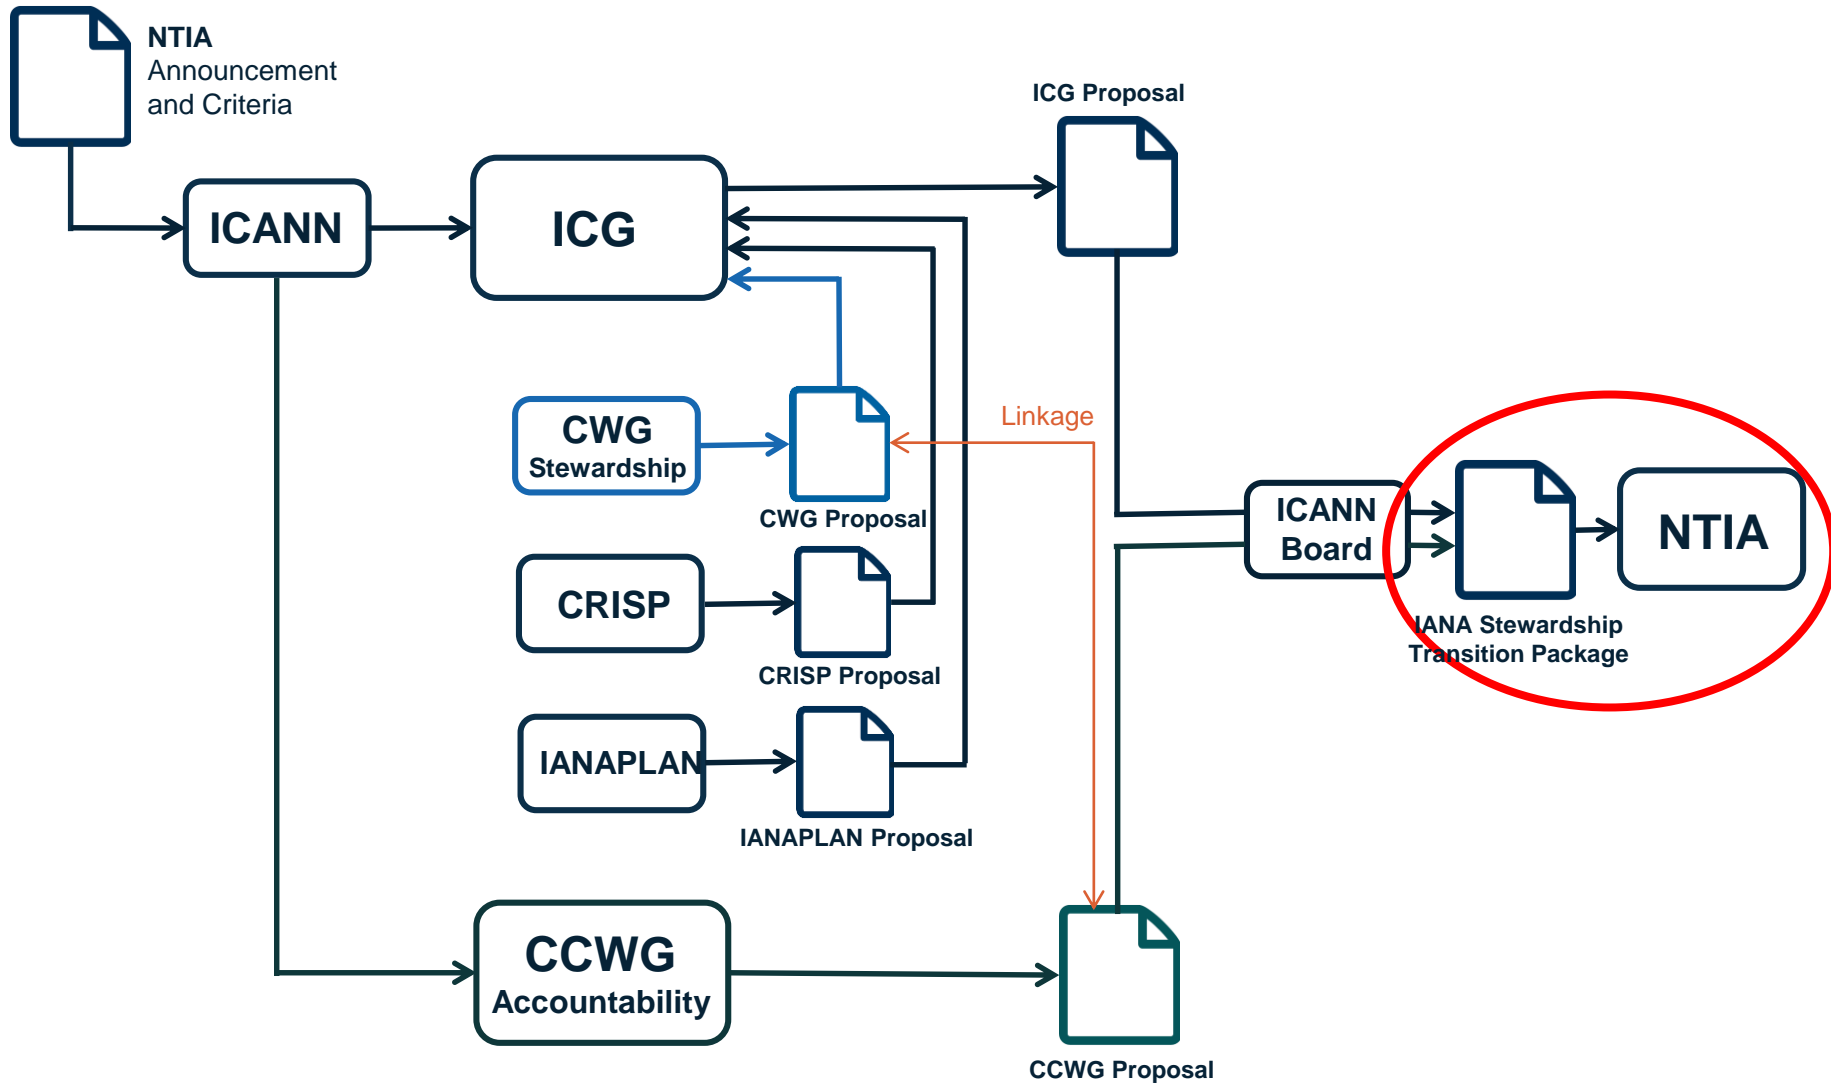 NTIA
Announcement
and Criteria
ICANN
ICG
ICG Proposal
CWG
Stewardship
CWG Proposal
Linkage
CRISP
CRISP Proposal
IANAPLAN
IANAPLAN Proposal
CCWG
Accountability
CCWG Proposal
ICANN
Board
IANA Stewardship
Transition Package
NTIA